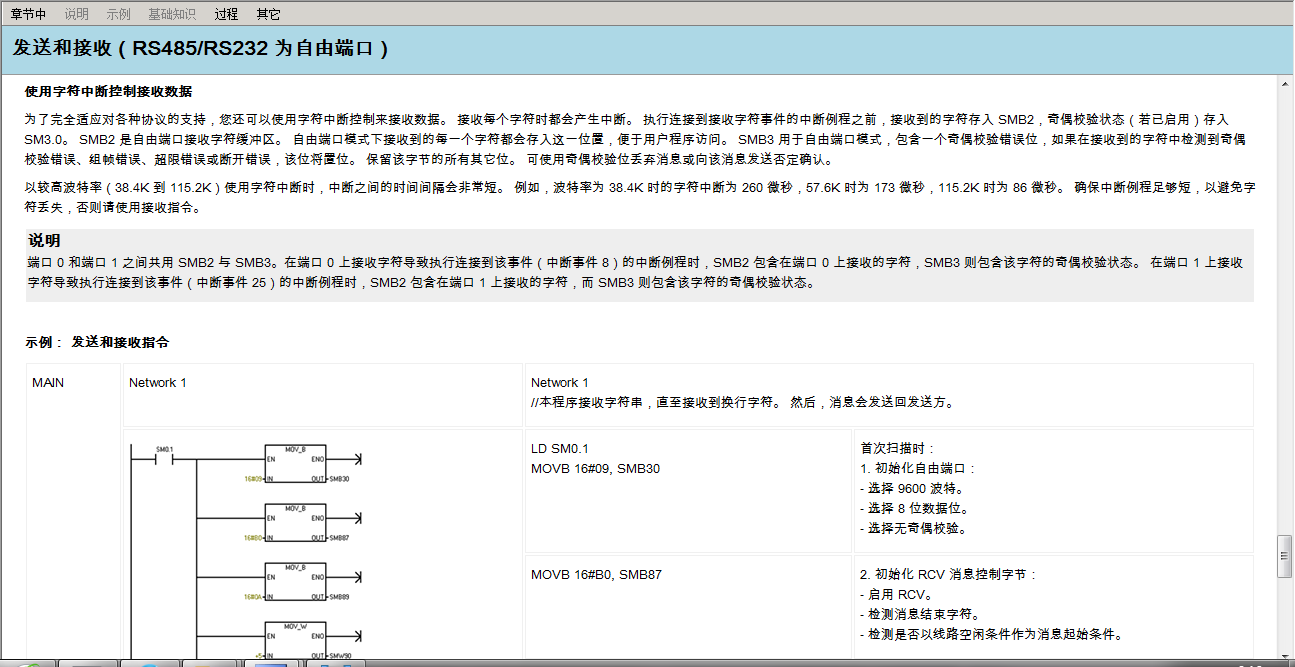 章节中 说明 示例 基础知识 过程 其它
发送和接收（RS485/RS232 为自由端口）
使用字符中断控制接收数据
为了完全适应对各种协议的支持，您还可以使用字符中断控制来接收数据。 接收每个字符时都会产生中断。 执行连接到接收字符事件的中断例程之前，接收到的字符存入 SMB2，奇偶校验状态（若已启用）存入
SM3.0。 SMB2 是自由端口接收字符缓冲区。 自由端口模式下接收到的每一个字符都会存入这一位置，便于用户程序访问。 SMB3 用于自由端口模式，包含一个奇偶校验错误位，如果在接收到的字符中检测到奇偶
校验错误、组帧错误、超限错误或断开错误，该位将置位。 保留该字节的所有其它位。 可使用奇偶校验位丢弃消息或向该消息发送否定确认。
以较高波特率（38.4K 到 115.2K）使用字符中断时，中断之间的时间间隔会非常短。 例如，波特率为 38.4K 时的字符中断为 260 微秒，57.6K 时为 173 微秒，115.2K 时为 86 微秒。 确保中断例程足够短，以避免字
符丢失，否则请使用接收指令。
说明
端口 0 和端口 1 之间共用 SMB2 与 SMB3。在端口 0 上接收字符导致执行连接到该事件（中断事件 8）的中断例程时，SMB2 包含在端口 0 上接收的字符，SMB3 则包含该字符的奇偶校验状态。 在端口 1 上接收
字符导致执行连接到该事件（中断事件 25）的中断例程时，SMB2 包含在端口 1 上接收的字符，而 SMB3 则包含该字符的奇偶校验状态。
示例： 发送和接收指令
MAIN Network 1 Network 1
//本程序接收字符串，直至接收到换行字符。 然后，消息会发送回发送方。
SM0.1 MOV_B
EN ENO
16#09 IN OUT SMB30
MOV_B
EN ENO
16#B0 IN OUT SMB87
MOV_B
EN ENO
16#0A IN OUT SMB89
MOV_W
EN ENO
+5 IN OUT SMW90
LD SM0.1
MOVB 16#09, SMB30
首次扫描时：
1. 初始化自由端口：
- 选择 9600 波特。
- 选择 8 位数据位。
- 选择无奇偶校验。
MOVB 16#B0, SMB87
2. 初始化 RCV 消息控制字节：
- 启用 RCV。
- 检测消息结束字符。
- 检测是否以线路空闲条件作为消息起始条件。